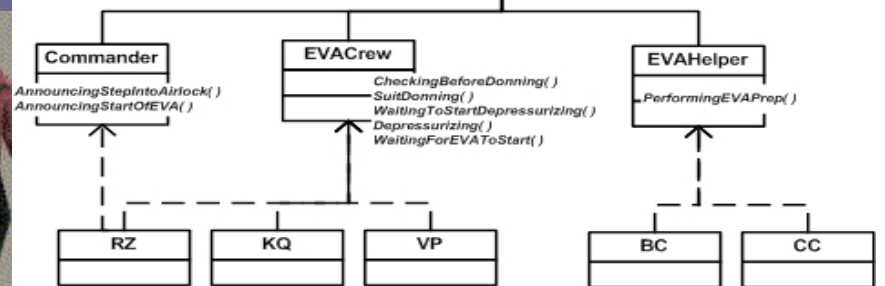 Commander
AnnouncingStepIntoAirlock( )
AnnouncingStartOfEVA( )
EVACrew
CheckingBeforeDonning( )
SuitDonning( )
WaitingToStartDepressurizing( )
Depressurizing( )
WaitingForEVAToStart( )
EVAHelper
PerformingEVAPrep( )
RZ
KQ
VP
BC
CC